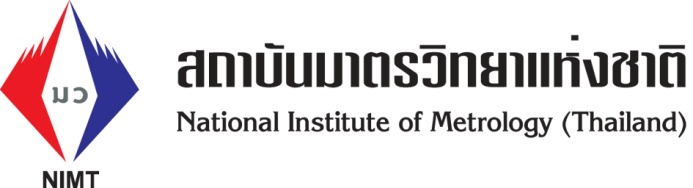 มว
NIMT
สถาบันมาตรวิทยาแห่งชาติ
National Institute of Metrology (Thailand)